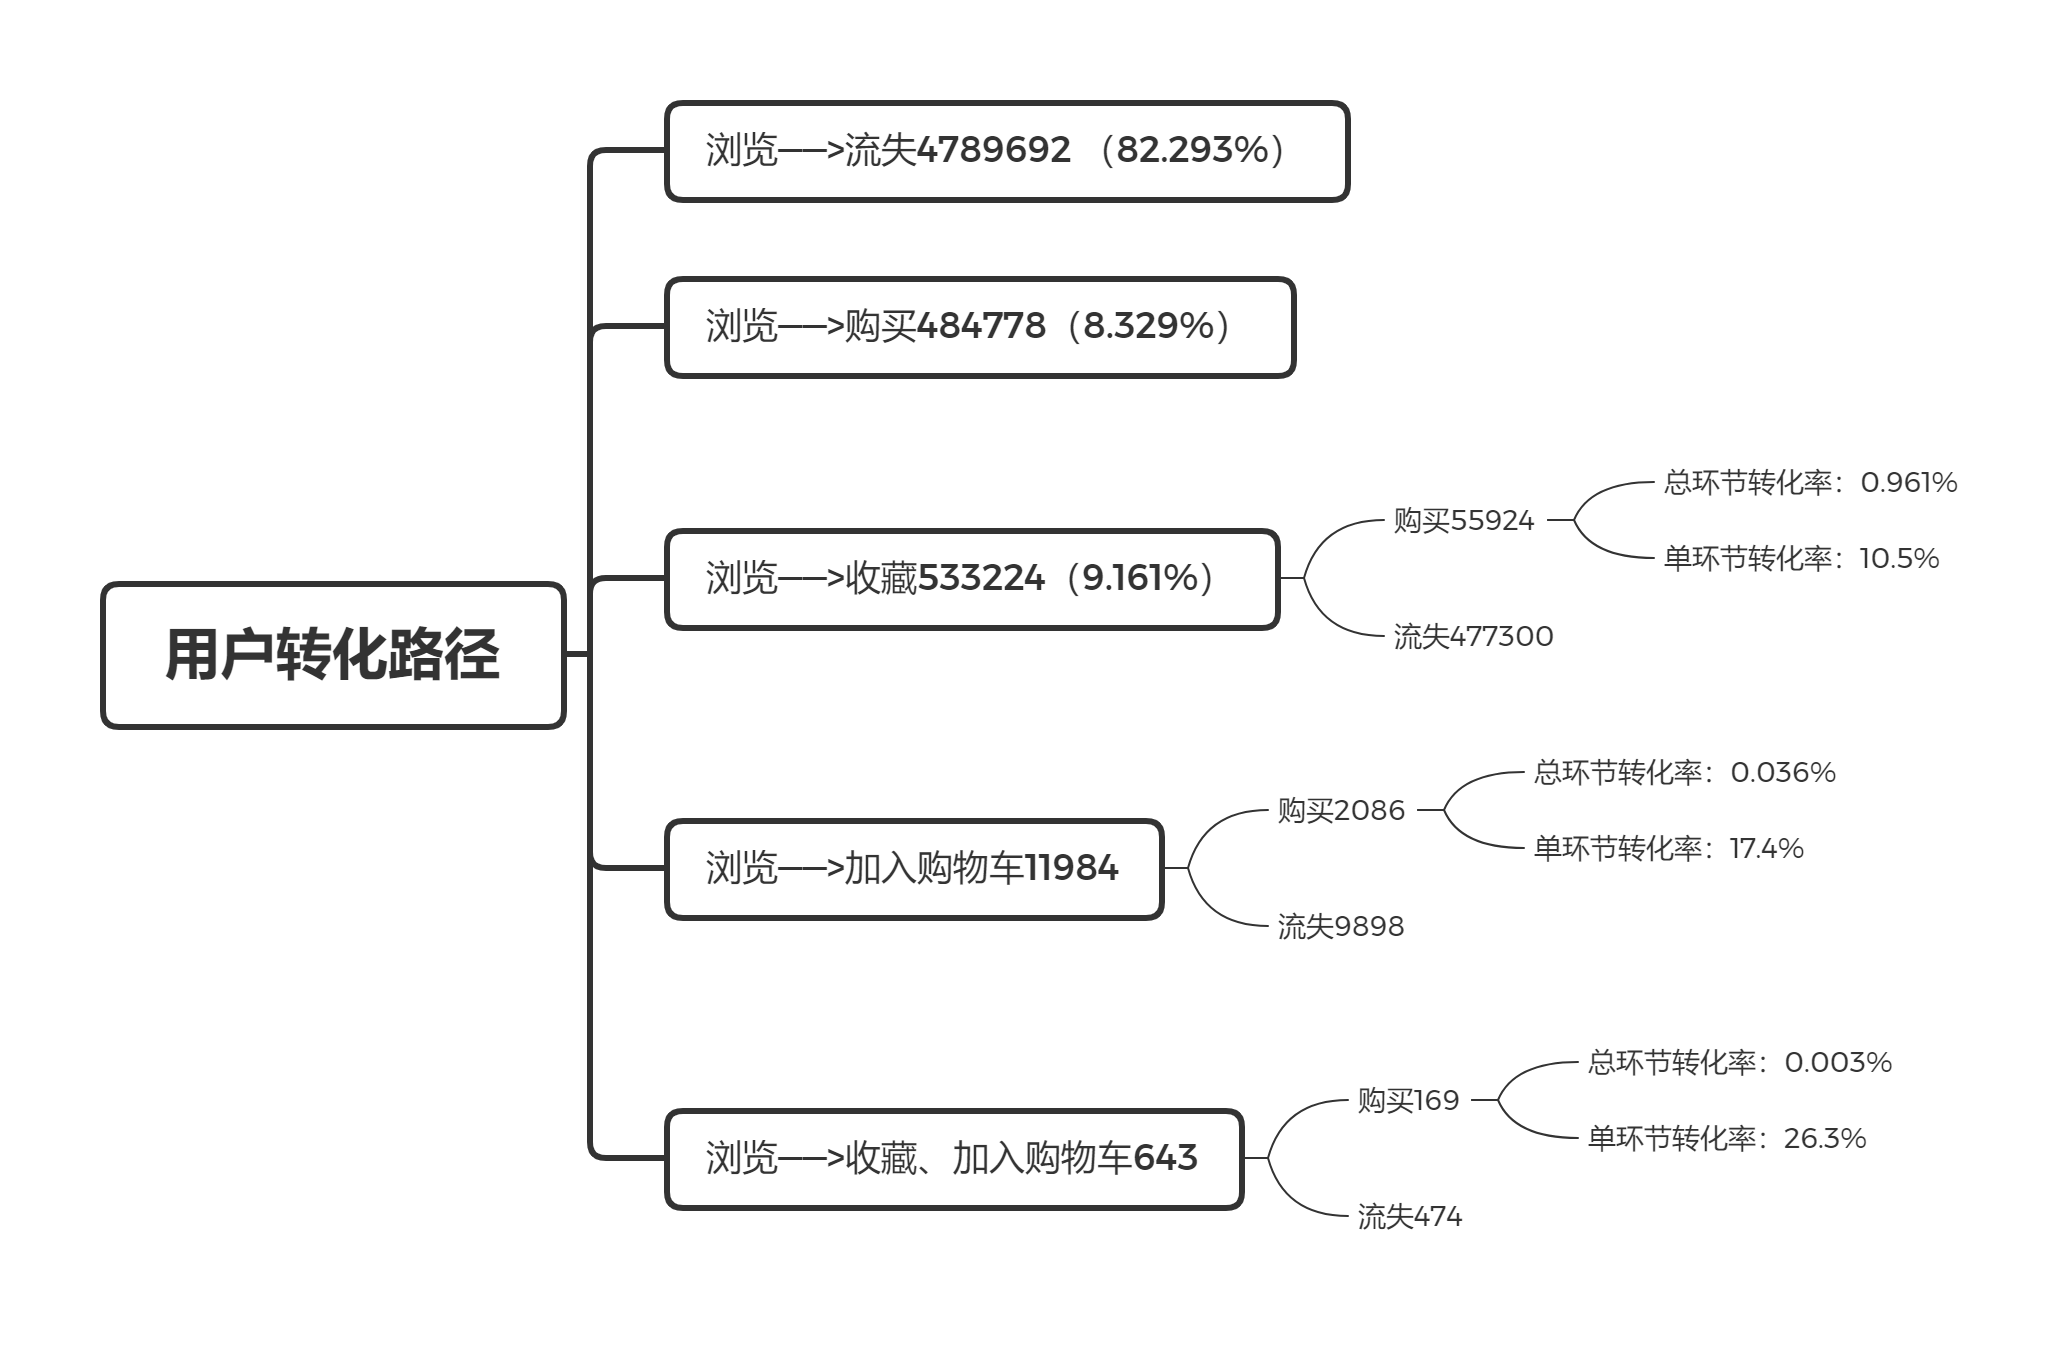 用户转化路径
浏览——>流失4789692 （82.293%）
浏览——>购买484778（8.329%）
浏览——>收藏533224（9.161%）
购买55924
总环节转化率：0.961%
单环节转化率：10.5%
流失477300
浏览——>加入购物车11984
购买2086
总环节转化率：0.036%
单环节转化率：17.4%
流失9898
浏览——>收藏、加入购物车643
购买169
总环节转化率：0.003%
单环节转化率：26.3%
流失474